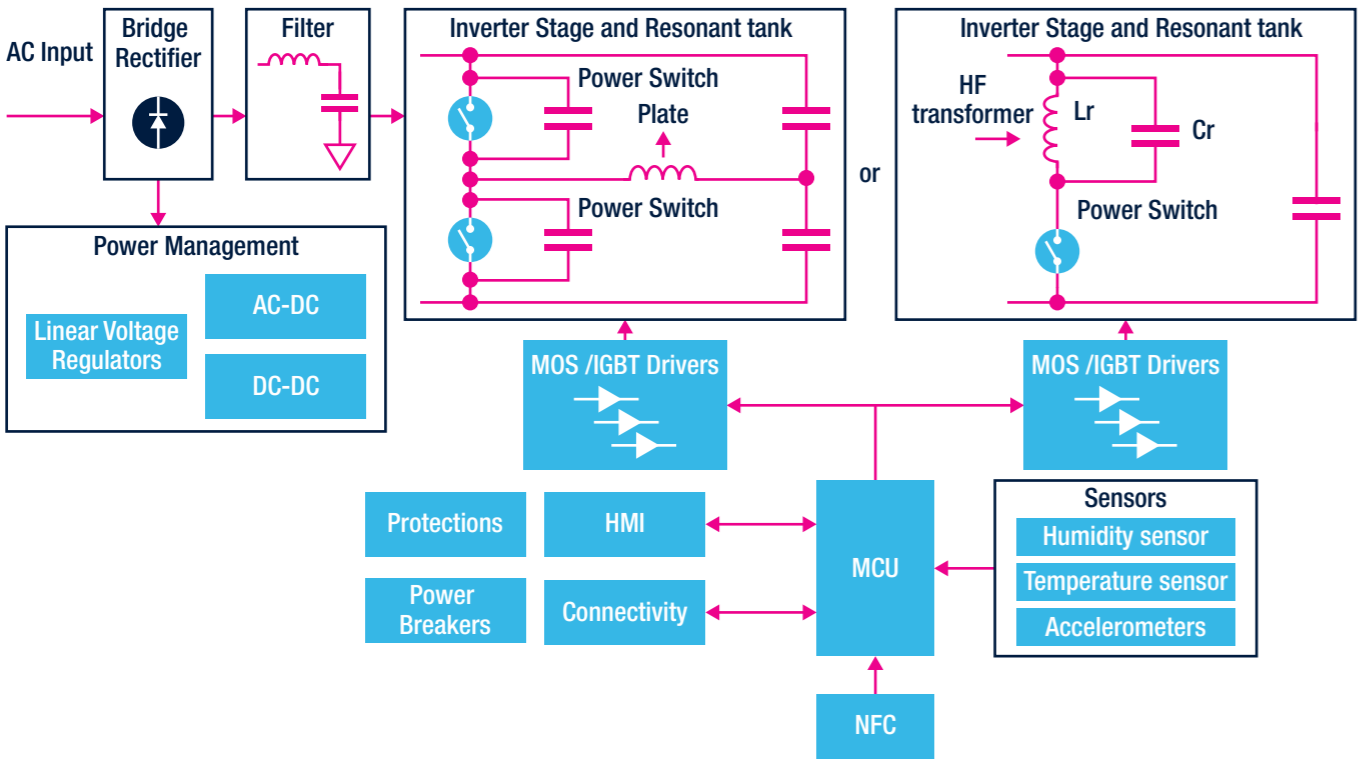 AC Input
Bridge
Rectifier
Filter
Inverter Stage and Resonant tank
Power Switch
Plate
Power Switch
or
Inverter Stage and Resonant tank
HF
transformer
Lr
Cr
Power Switch
Power Management
Linear Voltage
Regulators
AC-DC
DC-DC
MOS /IGBT Drivers
MOS /IGBT Drivers
Protections
HMI
Power
Breakers
Connectivity
MCU
Sensors
Humidity sensor
Temperature sensor
Accelerometers
NFC